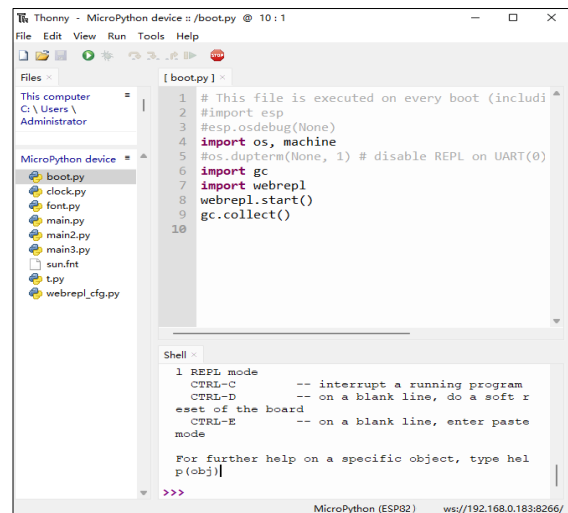 Thonny - MicroPython device :: /boot.py @ 10 : 1
File Edit View Run Tools Help
Files
This computer
C: \ Users \
Administrator
MicroPython device
boot.py
clock.py
font.py
main.py
main2.py
main3.py
sun.fnt
t.py
webrepl_cfg.py
[ boot.py ]
1 # This file is executed on every boot (includi
2 #import esp
3 #esp.osdebug(None)
4 import os, machine
5 #os.dupterm(None, 1) # disable REPL on UART(0)
6 import gc
7 import webrepl
8 webrepl.start()
9 gc.collect()
10
Shell
l REPL mode
CTRL-C -- interrupt a running program
CTRL-D -- on a blank line, do a soft r
eset of the board
CTRL-E -- on a blank line, enter paste
mode
For further help on a specific object, type hel
p(obj)
>>>
MicroPython (ESP32) ws://192.168.0.183:8266/